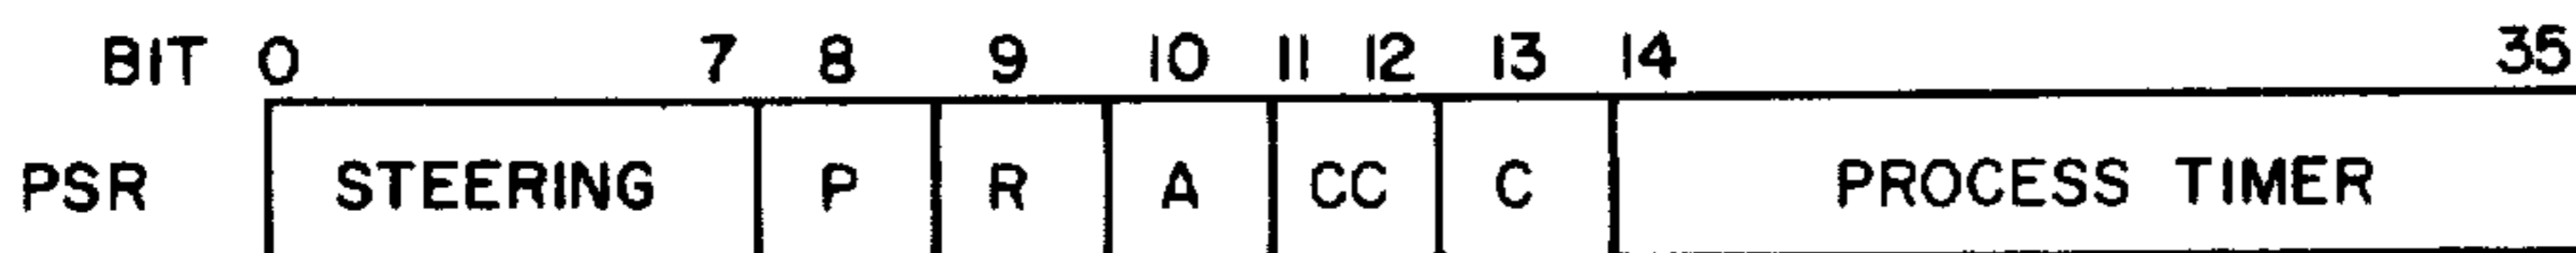 BIT 0 7 8 9 10 11 12 13 14 35
PSR STEERING P R A CC C PROCESS TIMER